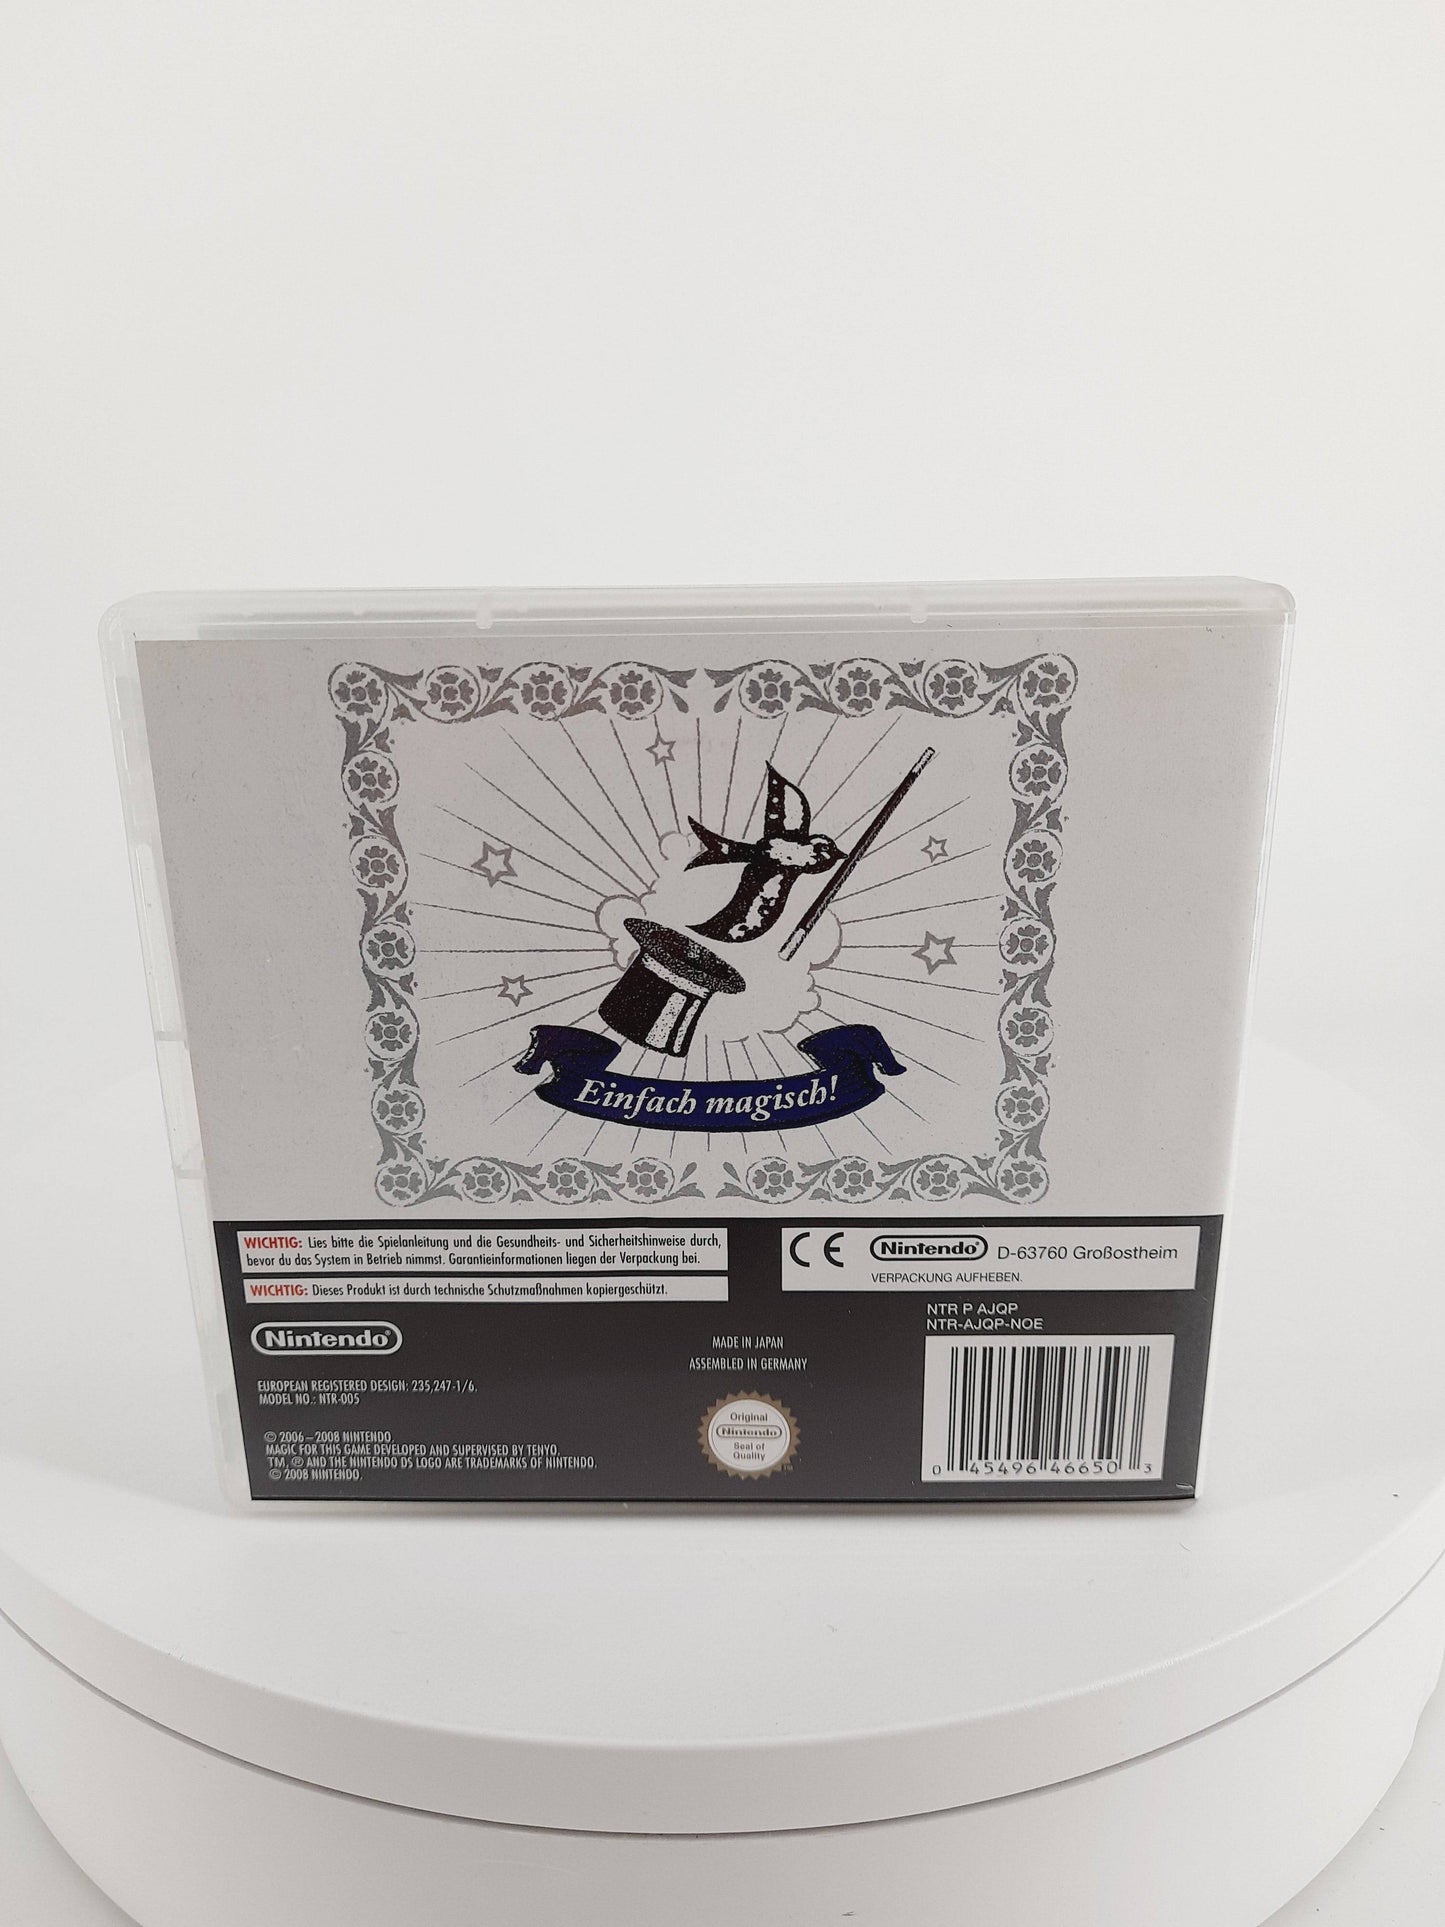 Einfach magisch!
WICHTIG: Lies bitte die Spielanleitung und die Gesundheits- und Sicherheitshinweise durch,
bevor du das System in Betrieb nimmst. Garantieinformationen liegen der Verpackung bei.
WICHTIG: Dieses Produkt ist durch technische Schutzmaßnahmen kopiergeschützt.
CE Nintendo® D-63760 Großostheim
VERPACKUNG AUFHEBEN.
NTR P AJQP
NTR-AJQP-NOE
Nintendo®
MADE IN JAPAN
ASSEMBLED IN GERMANY
EUROPEAN REGISTERED DESIGN: 235,247-1/6.
MODEL NO.: NTR-005
© 2006–2008 NINTENDO.
MAGIC FOR THIS GAME DEVELOPED AND SUPERVISED BY TENYO.
TM, ® AND THE NINTENDO DS LOGO ARE TRADEMARKS OF NINTENDO.
© 2008 NINTENDO.
Original
Nintendo
Seal of
Quality
TM
0 45496 46650 3